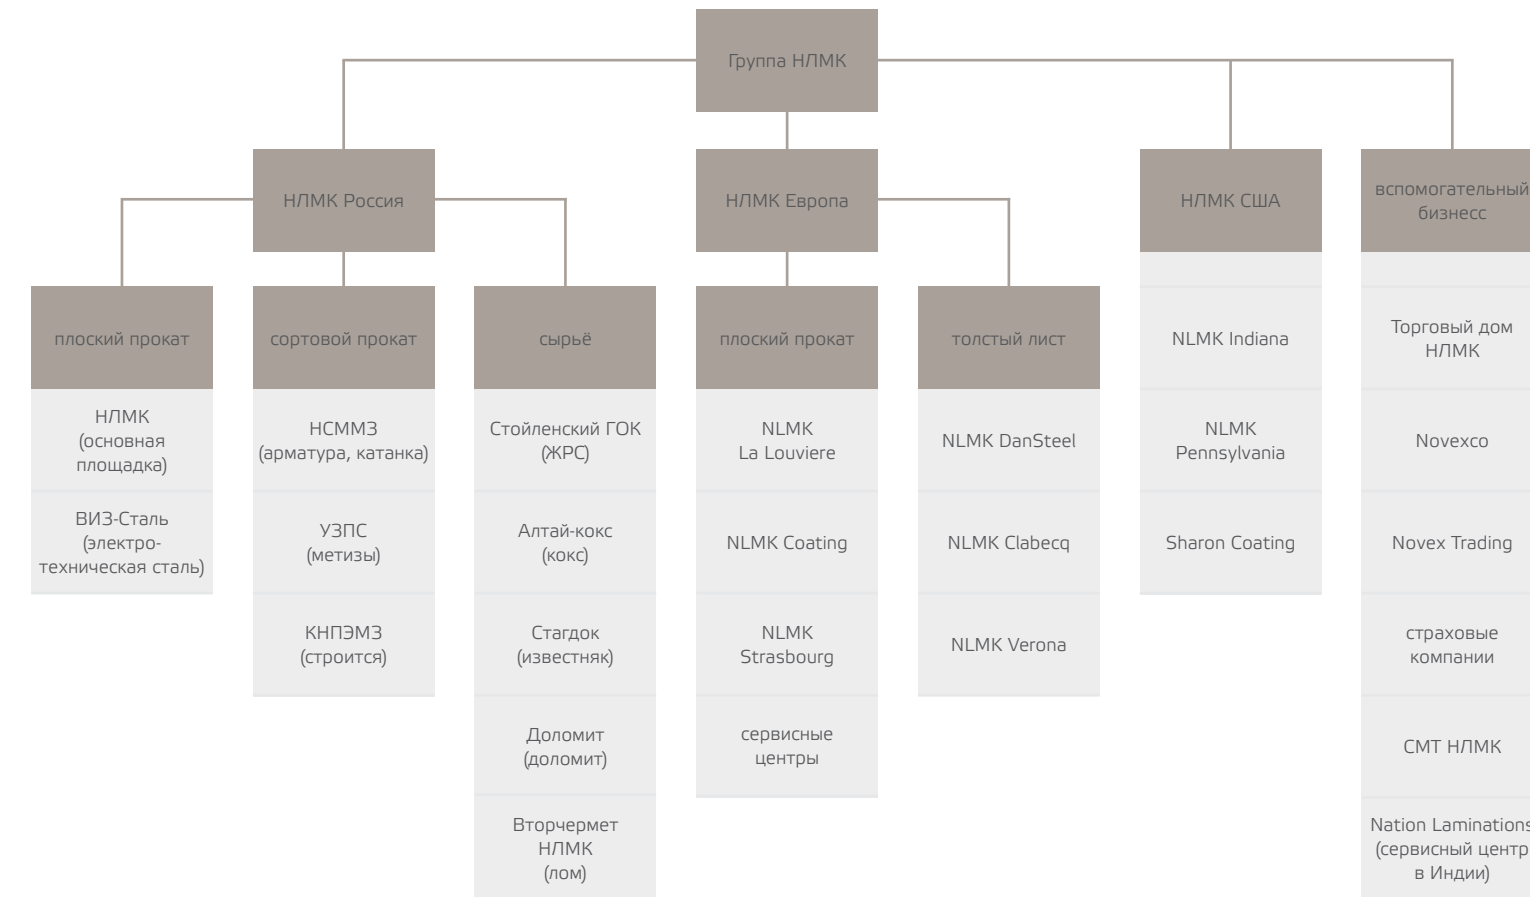 Группа НЛМК
НЛМК Россия
НЛМК Европа
НЛМК США
вспомогательный
бизнесс
плоский прокат
сортовой прокат
сырьё
плоский прокат
толстый лист
НЛМК
(основная
площадка)
ВИЗ-Сталь
(электро-
техническая сталь)
НСММЗ
(арматура, катанка)
УЗПС
(метизы)
КНПЭМЗ
(строится)
Стойленский ГОК
(ЖРС)
Алтай-кокс
(кокс)
Стагдок
(известняк)
Доломит
(доломит)
Вторчермет
НЛМК
(лом)
NLMK
La Louviere
NLMK Coating
NLMK
Strasbourg
сервисные
центры
NLMK DanSteel
NLMK Clabecq
NLMK Verona
NLMK Indiana
NLMK
Pennsylvania
Sharon Coating
Торговый дом
НЛМК
Novexco
Novex Trading
страховые
компании
СМТ НЛМК
Nation Laminations
(сервисный центр
в Индии)